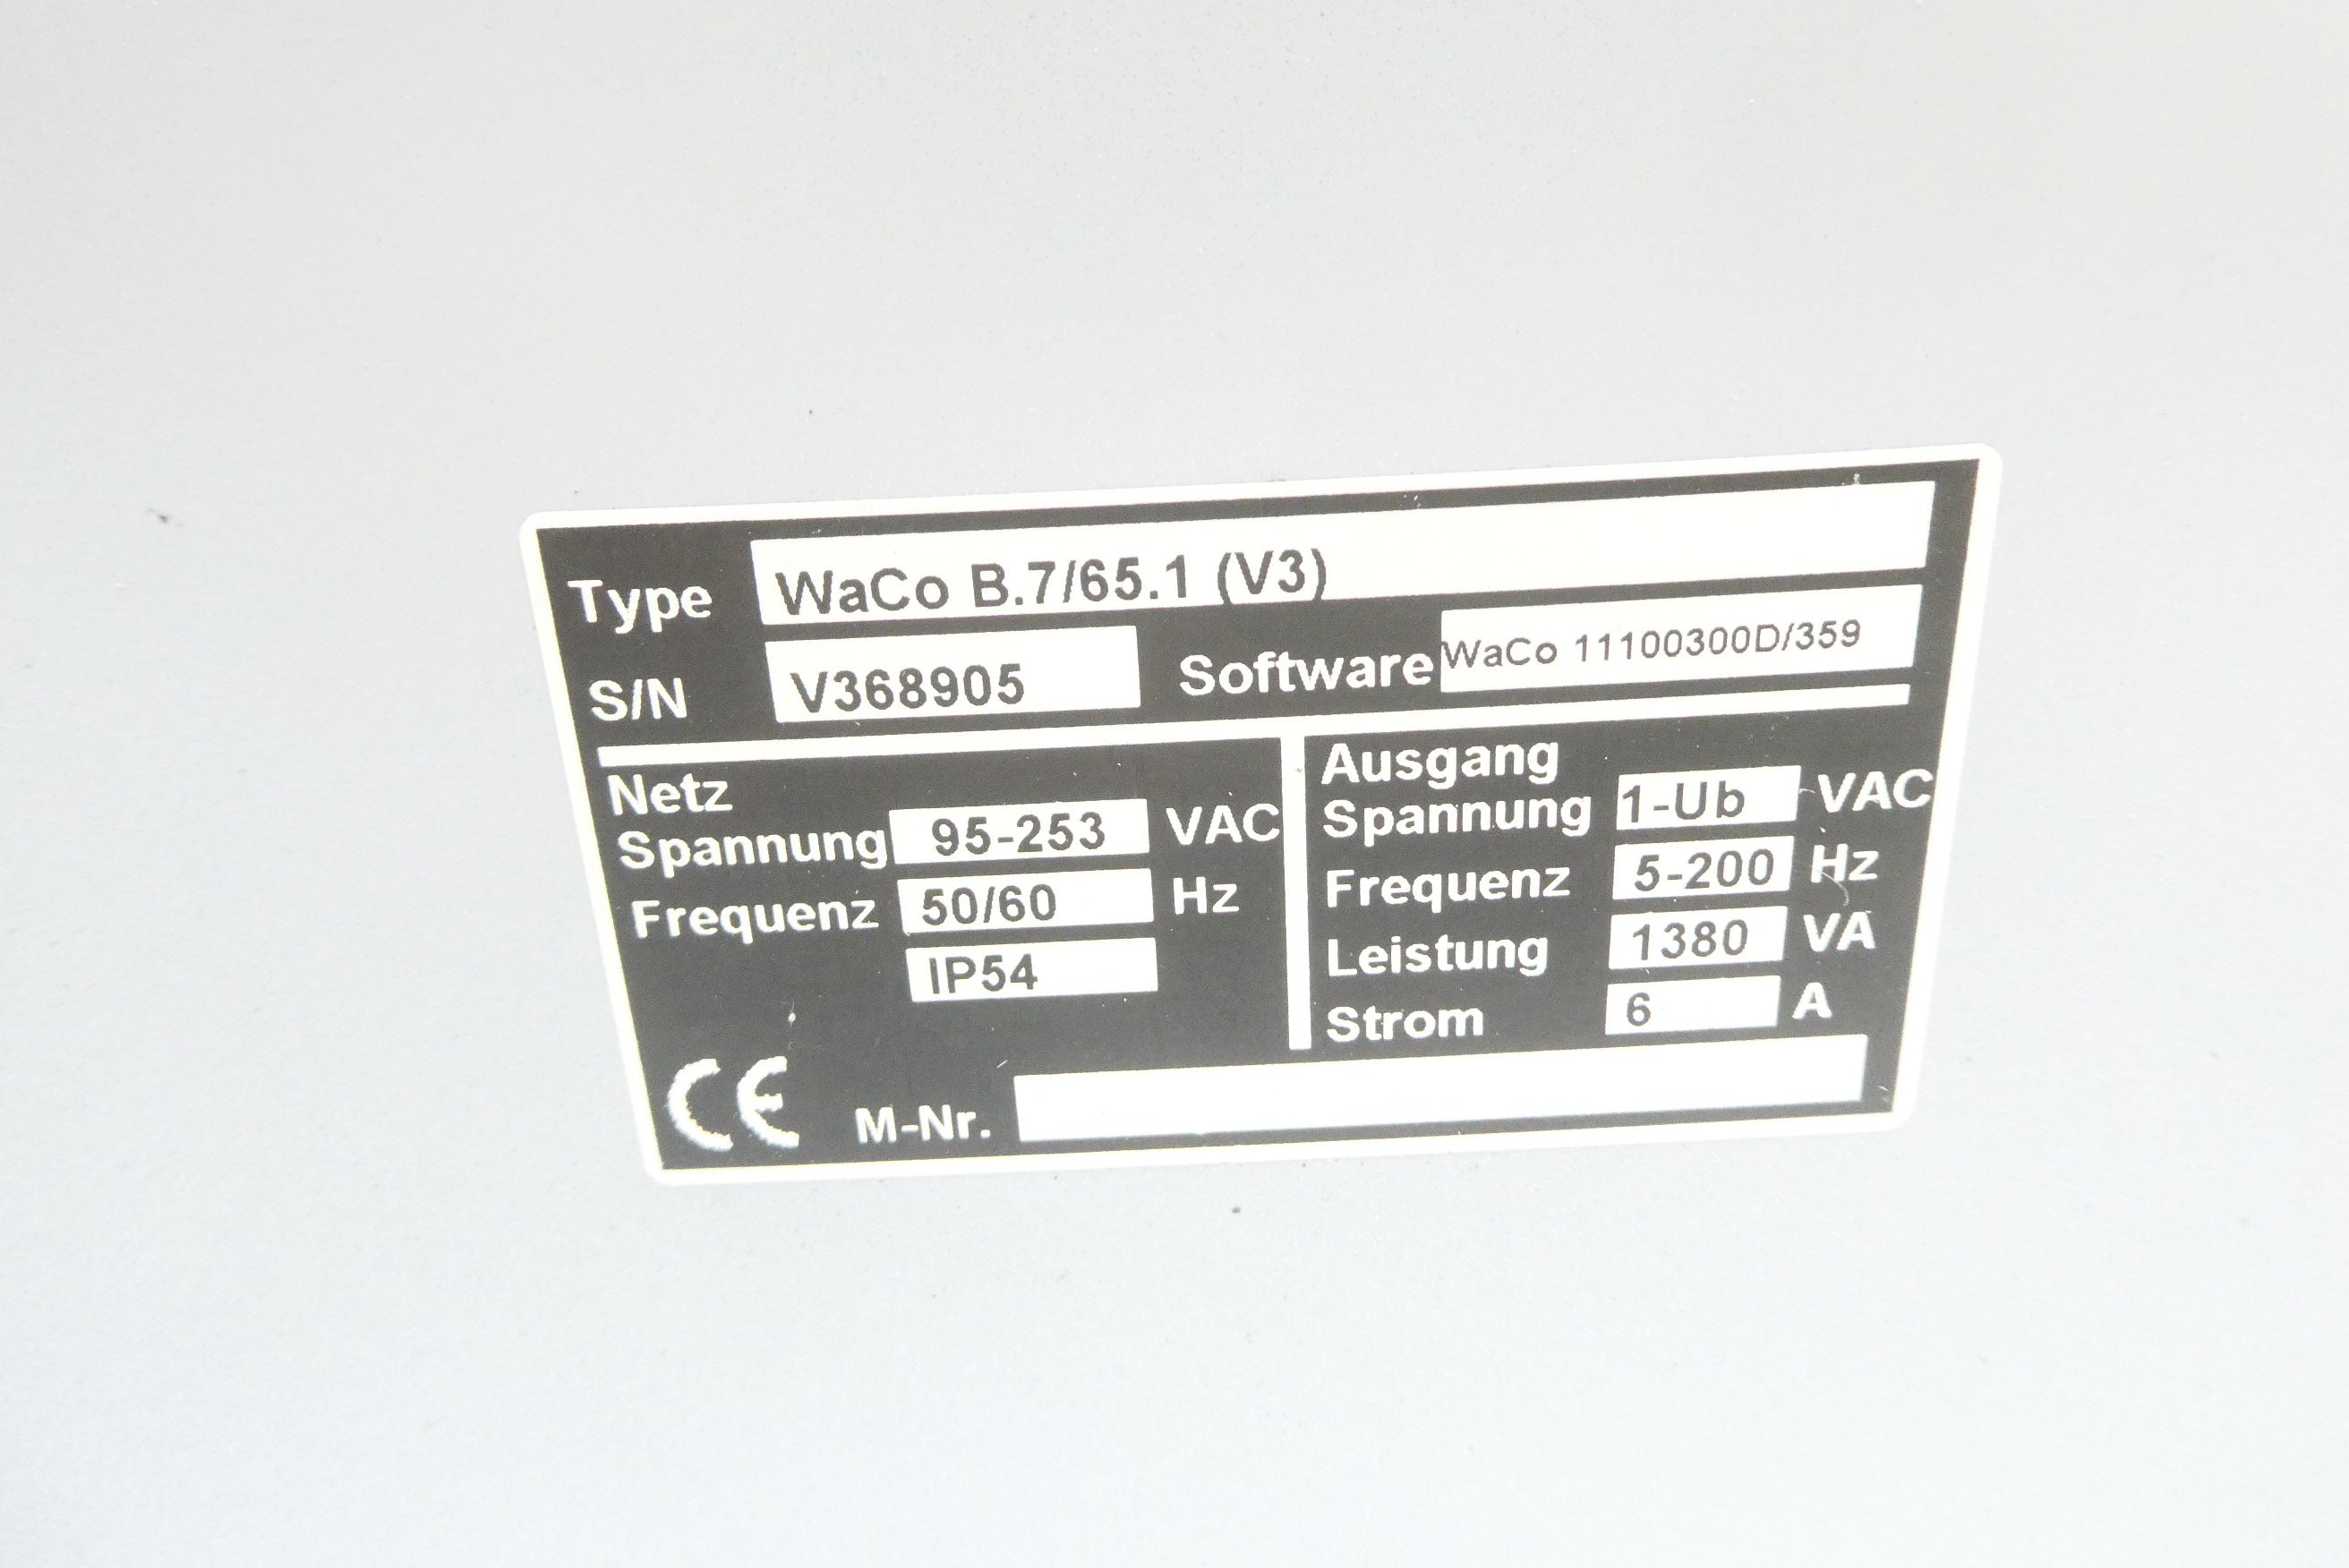 Type WaCo B.7/65.1 (V3)
S/N V368905 Software WaCo 11100300D/359
Netz
Spannung 95-253 VAC
Frequenz 50/60 Hz
IP54
Ausgang
Spannung 1-Ub VAC
Frequenz 5-200 Hz
Leistung 1380 VA
Strom 6 A
CE M-Nr.